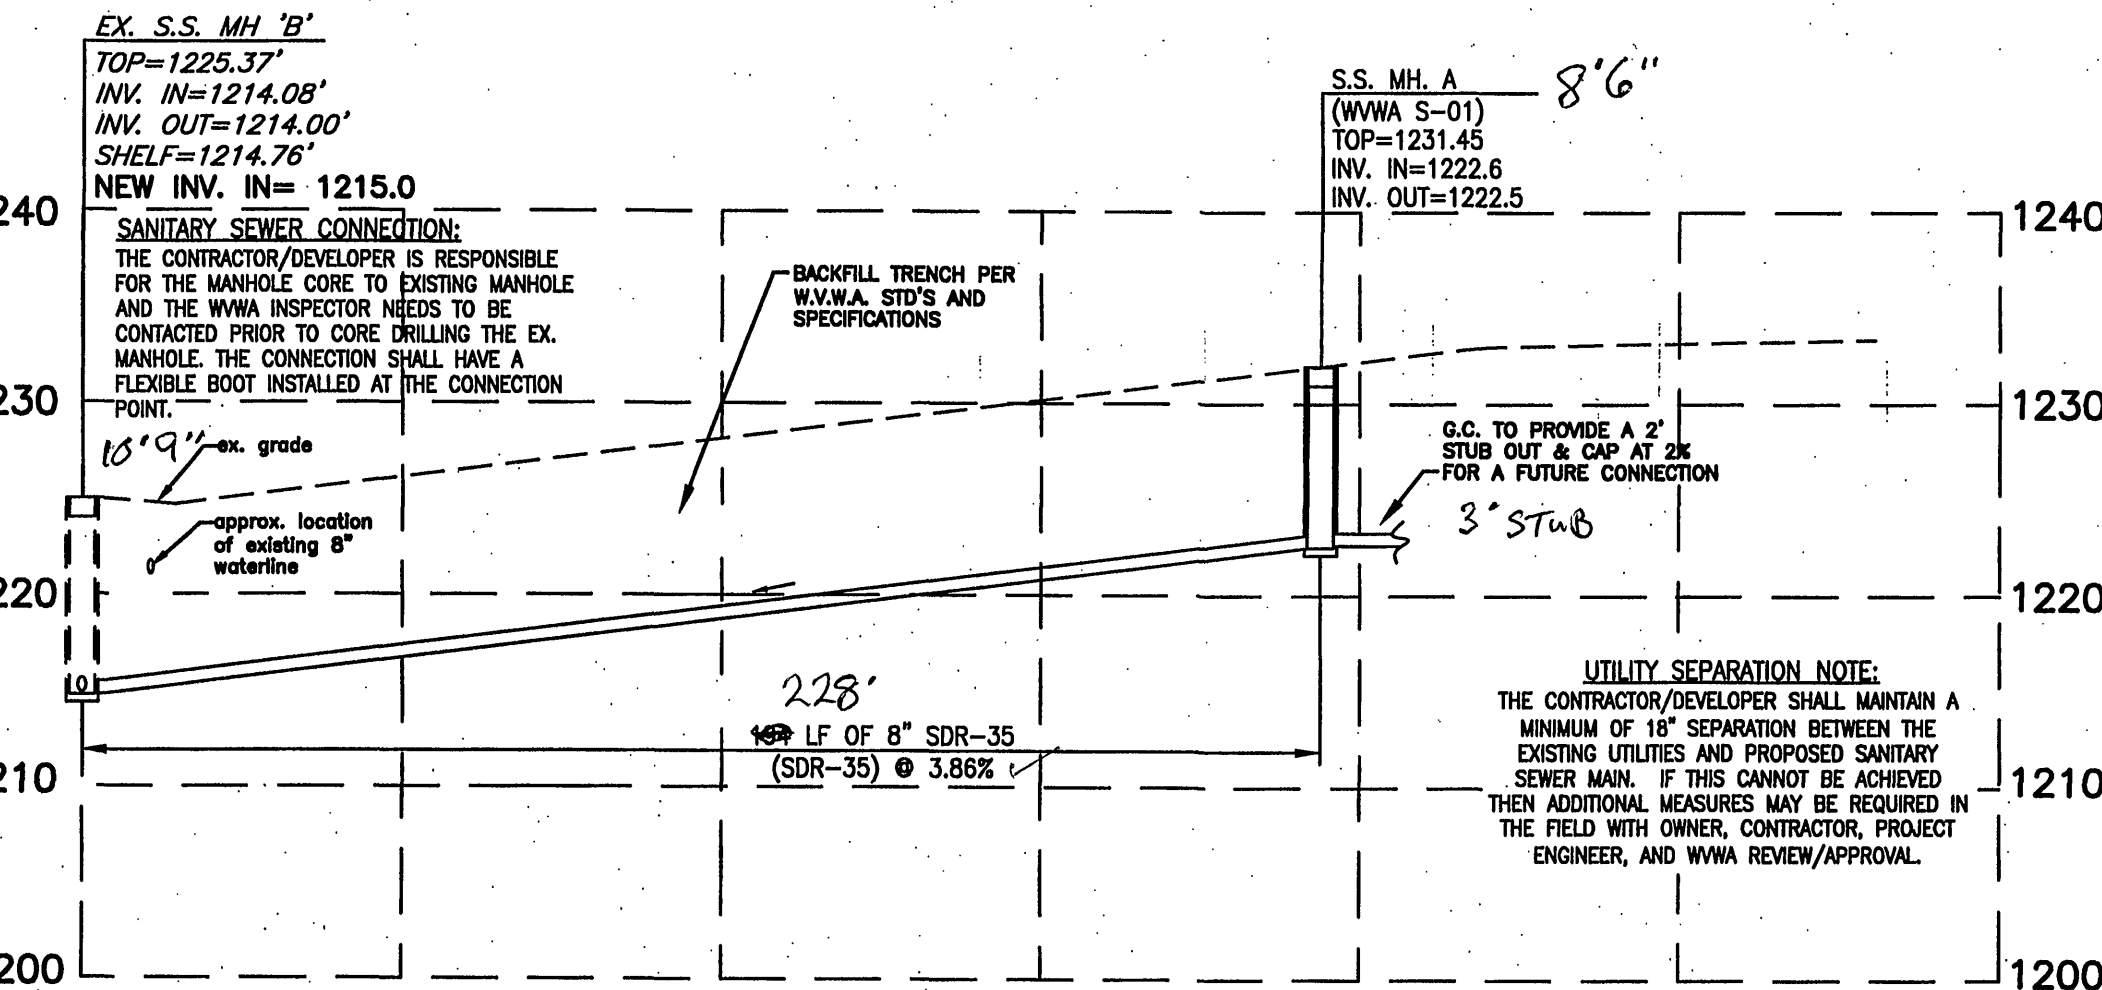 EX. S.S. MH 'B'
TOP=1225.37'
INV. IN=1214.08'
INV. OUT=1214.00'
SHELF=1214.76'
NEW INV. IN= 1215.0
S.S. MH. A
8'6"
(WVWA S-01)
TOP=1231.45
INV. IN=1222.6
INV. OUT=1222.5
240
1240
SANITARY SEWER CONNECTION:
THE CONTRACTOR/DEVELOPER IS RESPONSIBLE
FOR THE MANHOLE CORE TO EXISTING MANHOLE
AND THE WVWA INSPECTOR NEEDS TO BE
CONTACTED PRIOR TO CORE DRILLING THE EX.
MANHOLE. THE CONNECTION SHALL HAVE A
FLEXIBLE BOOT INSTALLED AT THE CONNECTION
POINT.
BACKFILL TRENCH PER
W.V.W.A. STD'S AND
SPECIFICATIONS
230
1230
10'9"
ex. grade
G.C. TO PROVIDE A 2'
STUB OUT & CAP AT 2%
FOR A FUTURE CONNECTION
3' STUB
approx. location
of existing 8"
waterline
220
1220
228'
LF OF 8" SDR-35
(SDR-35) @ 3.86%
UTILITY SEPARATION NOTE:
THE CONTRACTOR/DEVELOPER SHALL MAINTAIN A
MINIMUM OF 18" SEPARATION BETWEEN THE
EXISTING UTILITIES AND PROPOSED SANITARY
SEWER MAIN. IF THIS CANNOT BE ACHIEVED
THEN ADDITIONAL MEASURES MAY BE REQUIRED IN
THE FIELD WITH OWNER, CONTRACTOR, PROJECT
ENGINEER, AND WVWA REVIEW/APPROVAL.
210
1210
200
1200